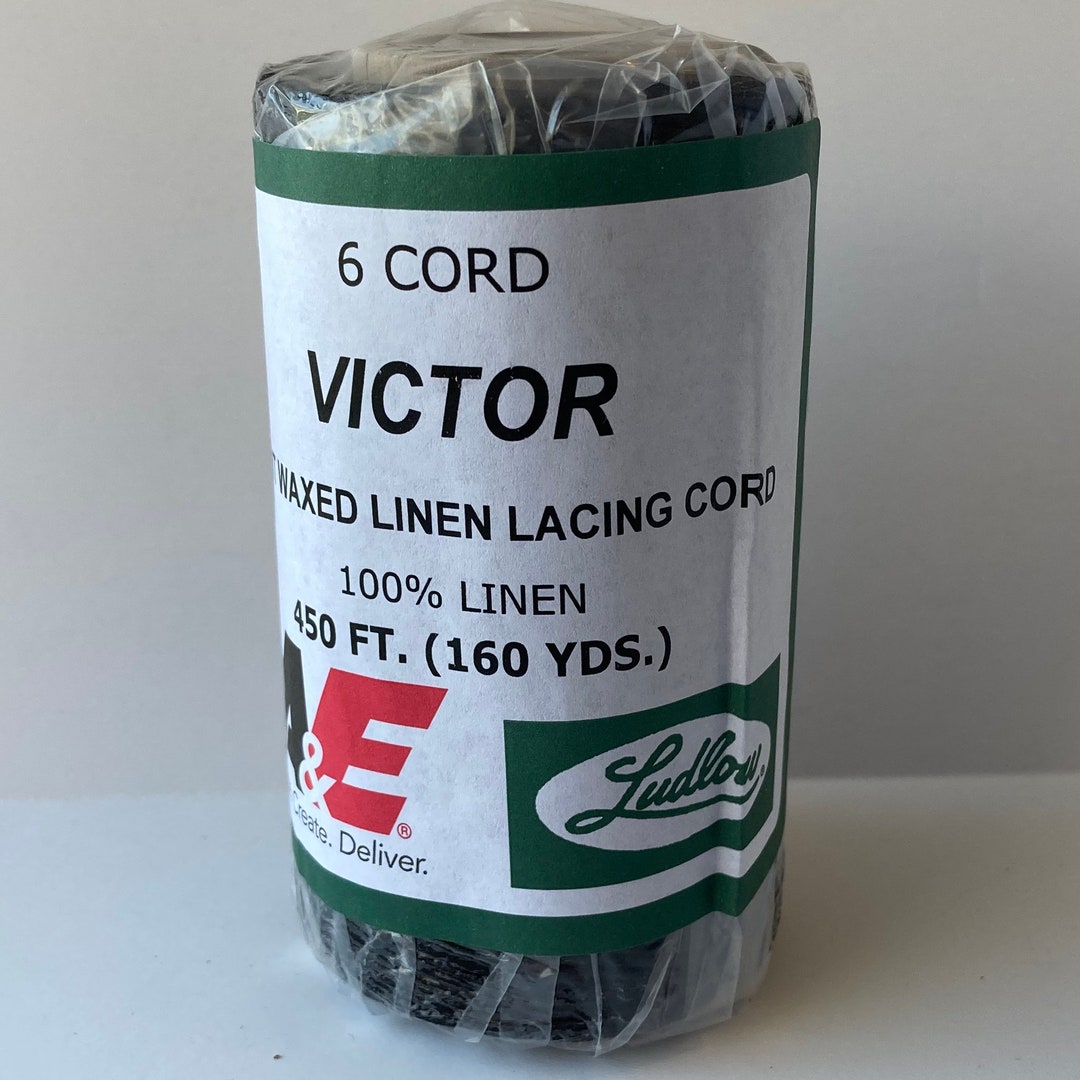 6 CORD
VICTOR
T WAXED LINEN LACING CORD
100% LINEN
450 FT. (160 YDS.)
A&E®
Create. Deliver.
Ludlow®